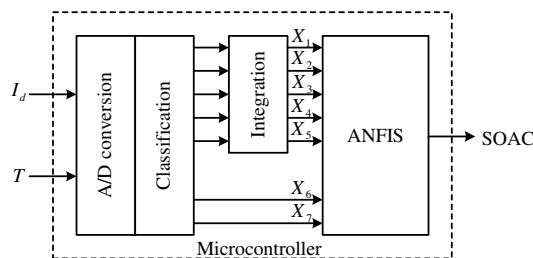 I_d
T
A/D conversion
Classification
Integration
X_1
X_2
X_3
X_4
X_5
X_6
X_7
ANFIS
SOAC
Microcontroller